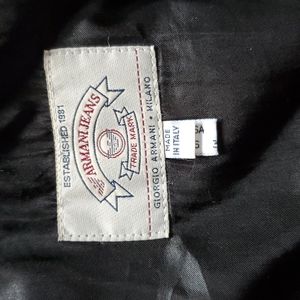 ESTABLISHED 1981
ARMANI JEANS
TRADE MARK
GIORGIO ARMANI • MILANO
MADE
IN ITALY